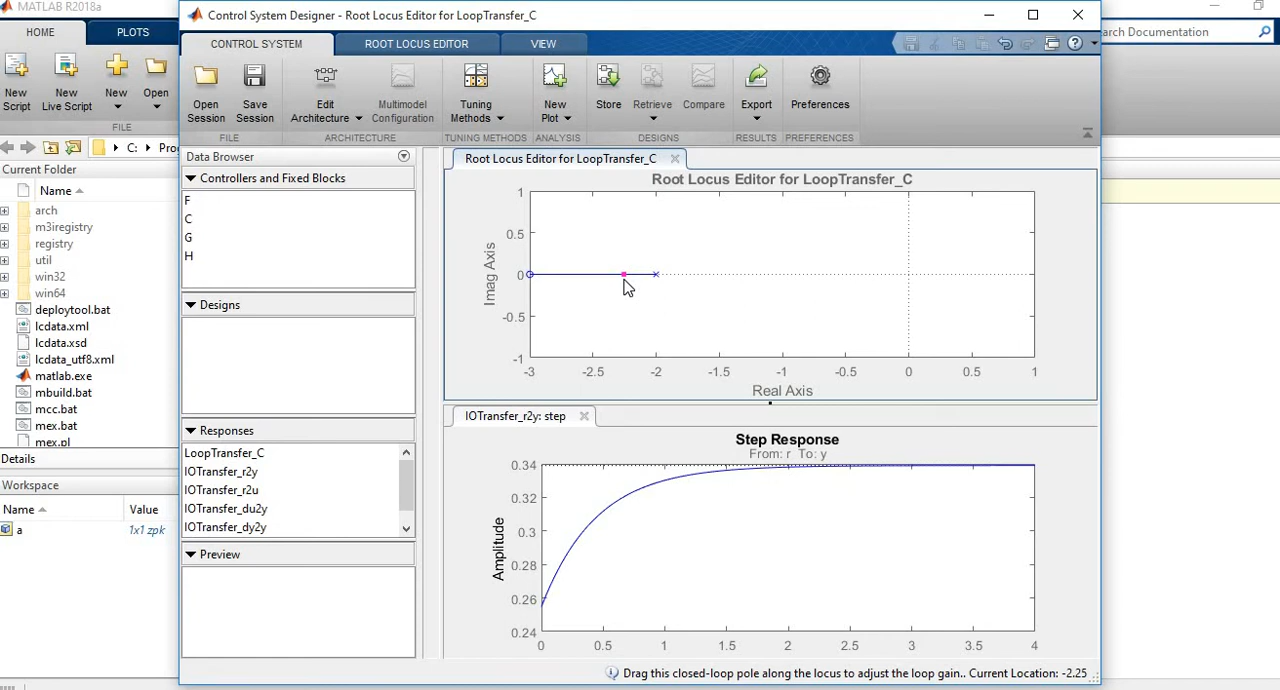 MATLAB R2018a
Control System Designer - Root Locus Editor for LoopTransfer_C
HOME
PLOTS
CONTROL SYSTEM
ROOT LOCUS EDITOR
VIEW
arch Documentation
New Script
New Live Script
New
Open
FILE
Open Session
Save Session
Edit Architecture
Multimodel Configuration
Tuning Methods
New Plot
Store
Retrieve
Compare
Export
Preferences
FILE
ARCHITECTURE
TUNING METHODS
ANALYSIS
DESIGNS
RESULTS
PREFERENCES
C:
Prog
Current Folder
Name
arch
m3iregistry
registry
util
win32
win64
deploytool.bat
lcdata.xml
lcdata.xsd
lcdata_utf8.xml
matlab.exe
mbuild.bat
mcc.bat
mex.bat
mex.pl
Details
Workspace
Name
Value
a
1x1 zpk
Data Browser
Controllers and Fixed Blocks
F
C
G
H
Designs
Responses
LoopTransfer_C
IOTransfer_r2y
IOTransfer_r2u
IOTransfer_du2y
IOTransfer_dy2y
Preview
Root Locus Editor for LoopTransfer_C
Root Locus Editor for LoopTransfer_C
Imag Axis
1
0.5
0
-0.5
-1
-3 -2.5 -2 -1.5 -1 -0.5 0 0.5 1
Real Axis
IOTransfer_r2y: step
Step Response
From: r To: y
Amplitude
0.34
0.32
0.3
0.28
0.26
0.24
0 0.5 1 1.5 2 2.5 3 3.5 4
Drag this closed-loop pole along the locus to adjust the loop gain.. Current Location: -2.25